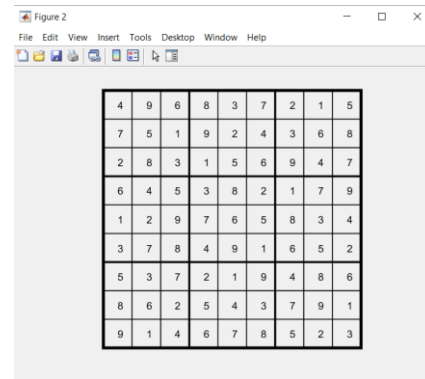 Figure 2
File Edit View Insert Tools Desktop Window Help
4 9 6 8 3 7 2 1 5
7 5 1 9 2 4 3 6 8
2 8 3 1 5 6 9 4 7
6 4 5 3 8 2 1 7 9
1 2 9 7 6 5 8 3 4
3 7 8 4 9 1 6 5 2
5 3 7 2 1 9 4 8 6
8 6 2 5 4 3 7 9 1
9 1 4 6 7 8 5 2 3